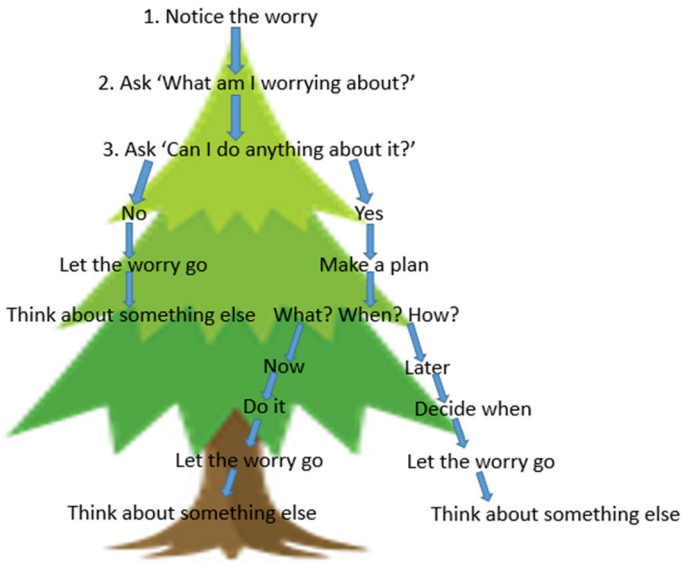 1. Notice the worry
2. Ask ‘What am I worrying about?’
3. Ask ‘Can I do anything about it?’
No
Yes
Let the worry go
Make a plan
Think about something else
What? When? How?
Now
Later
Do it
Decide when
Let the worry go
Let the worry go
Think about something else
Think about something else